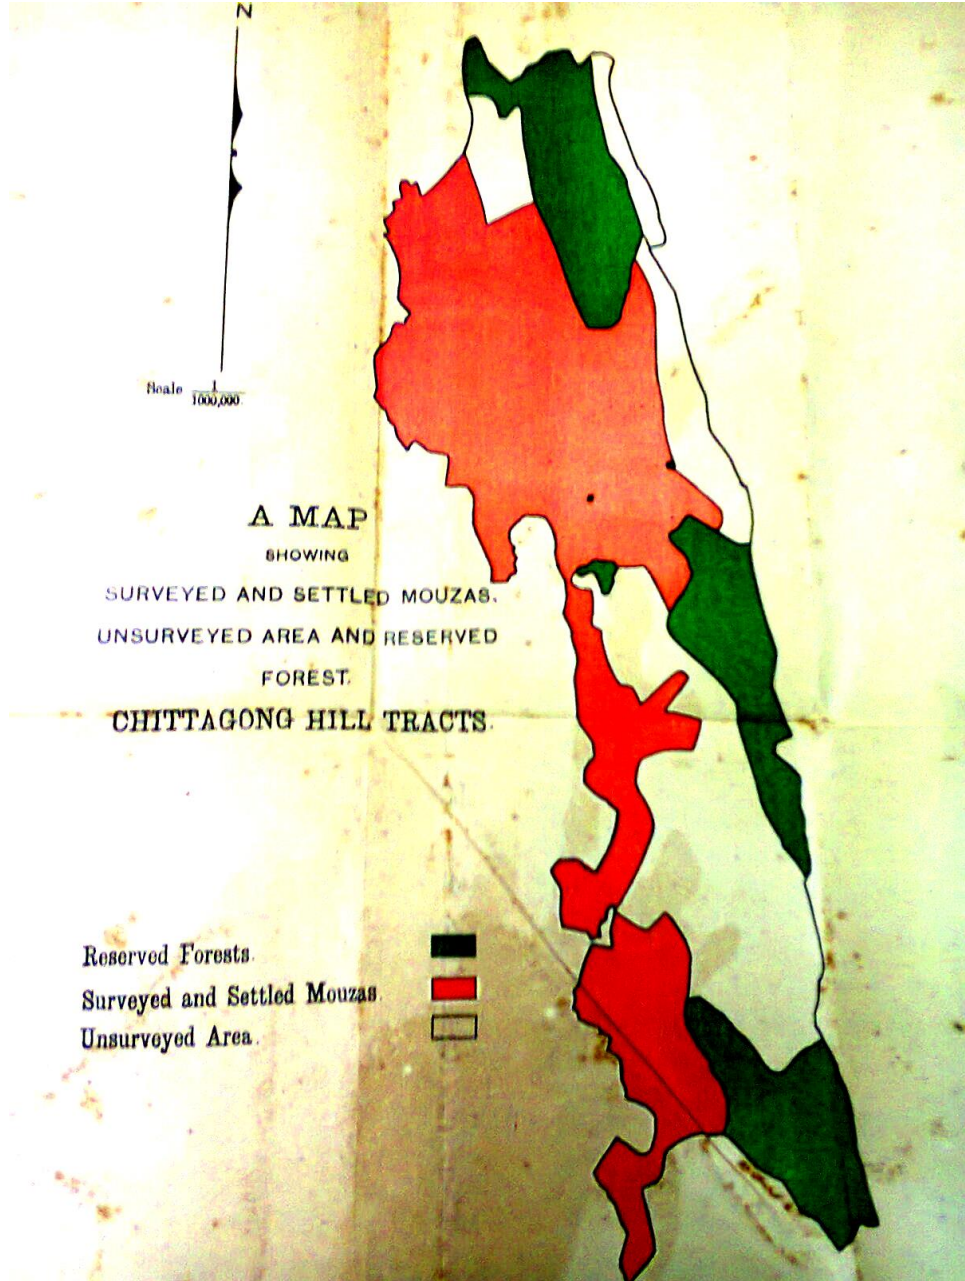 N
Scale 1/1000,000.
A MAP
SHOWING
SURVEYED AND SETTLED MOUZAS.
UNSURVEYED AREA AND RESERVED
FOREST.
CHITTAGONG HILL TRACTS.
Reserved Forests.
Surveyed and Settled Mouzas.
Unsurveyed Area.